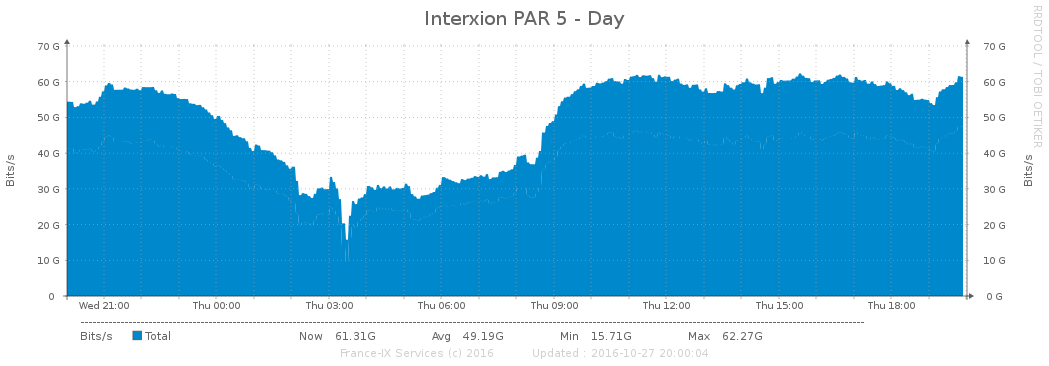 Interxion PAR 5 - Day
RRDTOOL / TOBI OETIKER
Bits/s
70 G 70 G
60 G 60 G
50 G 50 G
40 G 40 G
30 G 30 G
20 G 20 G
10 G 10 G
0 0 G
Bits/s
Wed 21:00 Thu 00:00 Thu 03:00 Thu 06:00 Thu 09:00 Thu 12:00 Thu 15:00 Thu 18:00
Bits/s Total Now 61.31G Avg 49.19G Min 15.71G Max 62.27G
France-IX Services (c) 2016 Updated : 2016-10-27 20:00:04